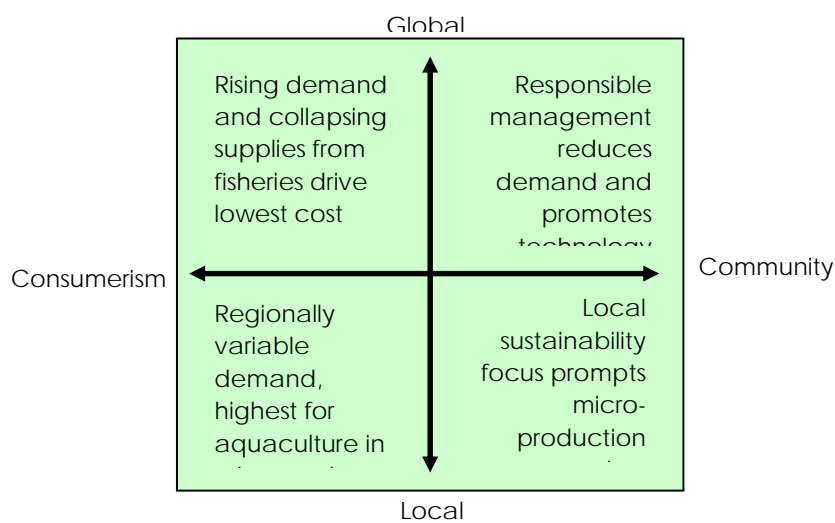 Global
Rising demand
and collapsing
supplies from
fisheries drive
lowest cost
Responsible
management
reduces
demand and
promotes
technology
Consumerism
Community
Regionally
variable
demand,
highest for
aquaculture in
Local
sustainability
focus prompts
micro-
production
Local